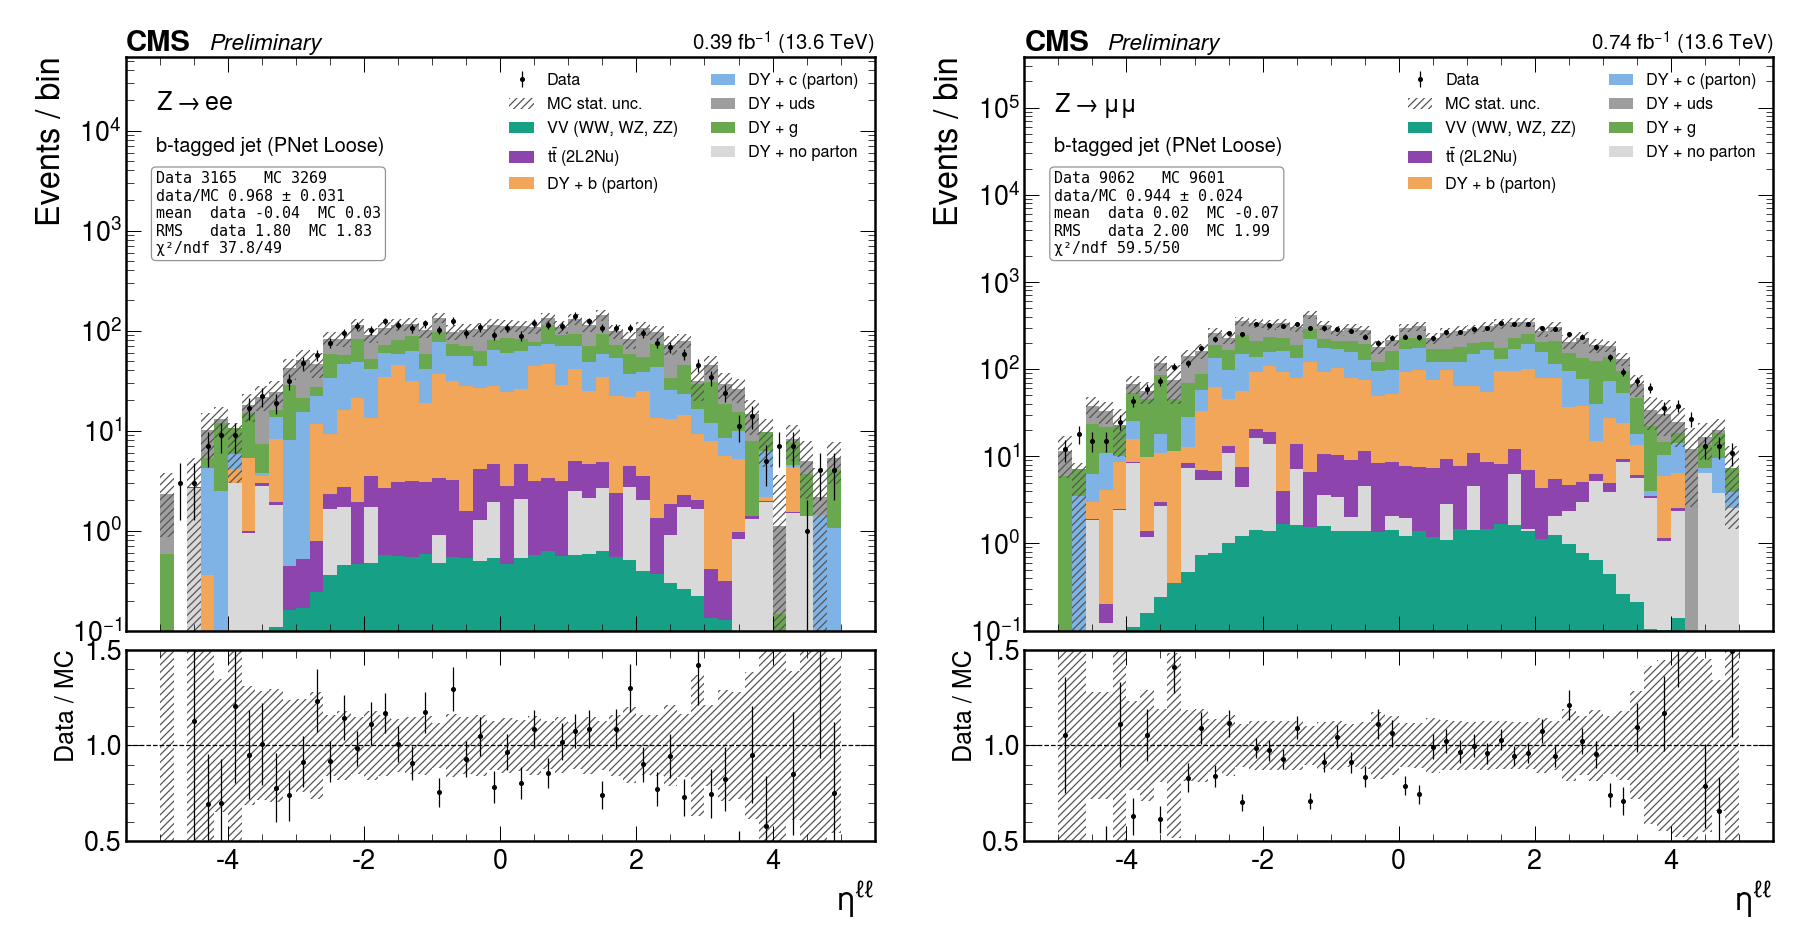 CMS Preliminary 0.39 fb⁻¹ (13.6 TeV)
Events / bin
Z → ee
b-tagged jet (PNet Loose)
Data 3165 MC 3269
data/MC 0.968 ± 0.031
mean data -0.04 MC 0.03
RMS data 1.80 MC 1.83
χ²/ndf 37.8/49
Data
MC stat. unc.
VV (WW, WZ, ZZ)
tt̄ (2L2Nu)
DY + b (parton)
DY + c (parton)
DY + uds
DY + g
DY + no parton
10⁴
10³
10²
10¹
10⁰
10⁻¹
Data / MC
1.5
1.0
0.5
-4 -2 0 2 4
η^ℓℓ
CMS Preliminary 0.74 fb⁻¹ (13.6 TeV)
Events / bin
Z → μμ
b-tagged jet (PNet Loose)
Data 9062 MC 9601
data/MC 0.944 ± 0.024
mean data 0.02 MC -0.07
RMS data 2.00 MC 1.99
χ²/ndf 59.5/50
Data
MC stat. unc.
VV (WW, WZ, ZZ)
tt̄ (2L2Nu)
DY + b (parton)
DY + c (parton)
DY + uds
DY + g
DY + no parton
10⁵
10⁴
10³
10²
10¹
10⁰
10⁻¹
Data / MC
1.5
1.0
0.5
-4 -2 0 2 4
η^ℓℓ